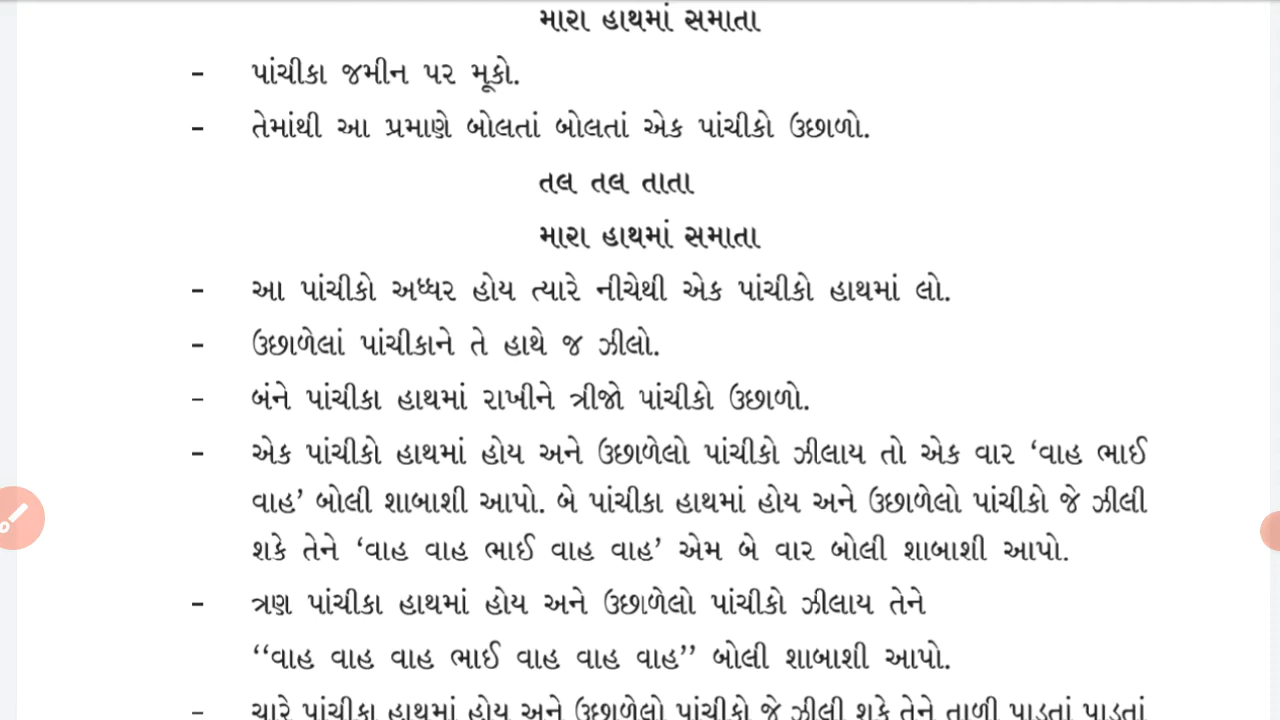 મારા હાથમાં સમાતા
- પાંચીકા જમીન પર મૂકો.
- તેમાંથી આ પ્રમાણે બોલતાં બોલતાં એક પાંચીકો ઉછાળો.
તલ તલ તાતા
મારા હાથમાં સમાતા
- આ પાંચીકો અધ્ધર હોય ત્યારે નીચેથી એક પાંચીકો હાથમાં લો.
- ઉછાળેલાં પાંચીકાને તે હાથે જ ઝીલો.
- બંને પાંચીકા હાથમાં રાખીને ત્રીજો પાંચીકો ઉછાળો.
- એક પાંચીકો હાથમાં હોય અને ઉછાળેલો પાંચીકો ઝીલાય તો એક વાર ‘વાહ ભાઈ
વાહ’ બોલી શાબાશી આપો. બે પાંચીકા હાથમાં હોય અને ઉછાળેલો પાંચીકો જે ઝીલી
શકે તેને ‘વાહ વાહ ભાઈ વાહ વાહ’ એમ બે વાર બોલી શાબાશી આપો.
- ત્રણ પાંચીકા હાથમાં હોય અને ઉછાળેલો પાંચીકો ઝીલાય તેને
‘‘વાહ વાહ વાહ ભાઈ વાહ વાહ વાહ’’ બોલી શાબાશી આપો.
- ચારે પાંચીકા હાથમાં હોય અને ઉછાળેલો પાંચીકો જે ઝીલી શકે તેને તાળી પાડતાં પાડતાં